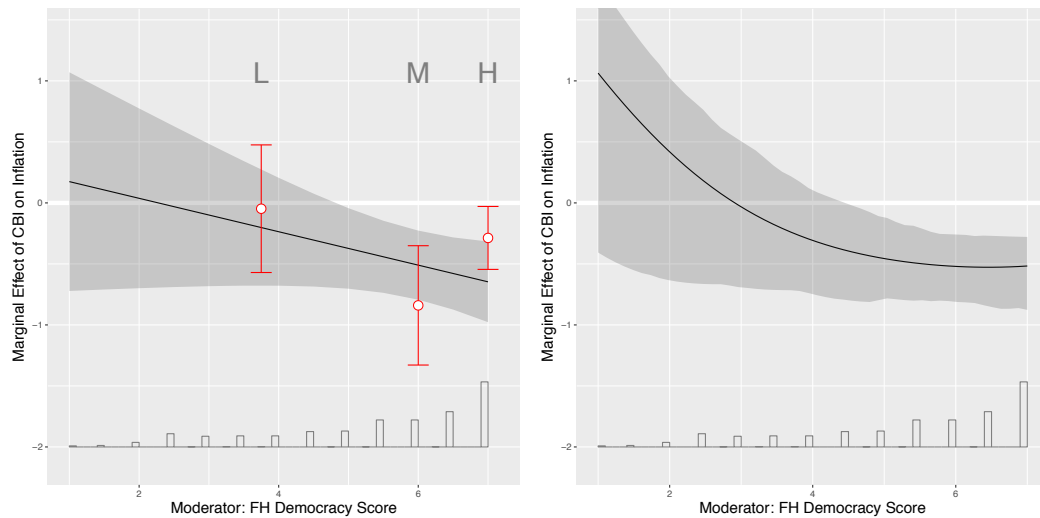 L
M
H
1
0
−1
−2
Marginal Effect of CBI on Inflation
2
4
6
Moderator: FH Democracy Score
1
0
−1
−2
Marginal Effect of CBI on Inflation
2
4
6
Moderator: FH Democracy Score